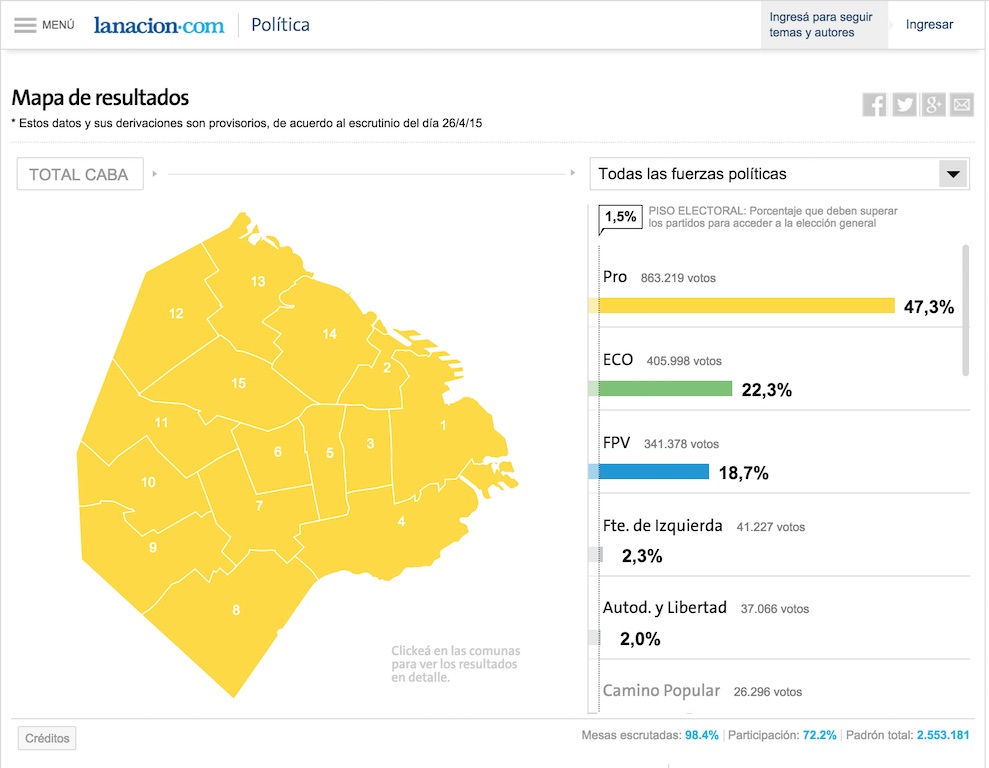 MENÚ
lanacion.com
Política
Ingresá para seguir
temas y autores
Ingresar
Mapa de resultados
* Estos datos y sus derivaciones son provisorios, de acuerdo al escrutinio del día 26/4/15
TOTAL CABA
Todas las fuerzas políticas
1,5%
PISO ELECTORAL: Porcentaje que deben superar
los partidos para acceder a la elección general
13
12
14
2
15
11
1
3
6
5
10
7
4
9
8
Pro 863.219 votos
47,3%
ECO 405.998 votos
22,3%
FPV 341.378 votos
18,7%
Fte. de Izquierda 41.227 votos
2,3%
Autod. y Libertad 37.066 votos
2,0%
Camino Popular 26.296 votos
Clickeá en las comunas
para ver los resultados
en detalle.
Créditos
Mesas escrutadas: 98.4% | Participación: 72.2% | Padrón total: 2.553.181